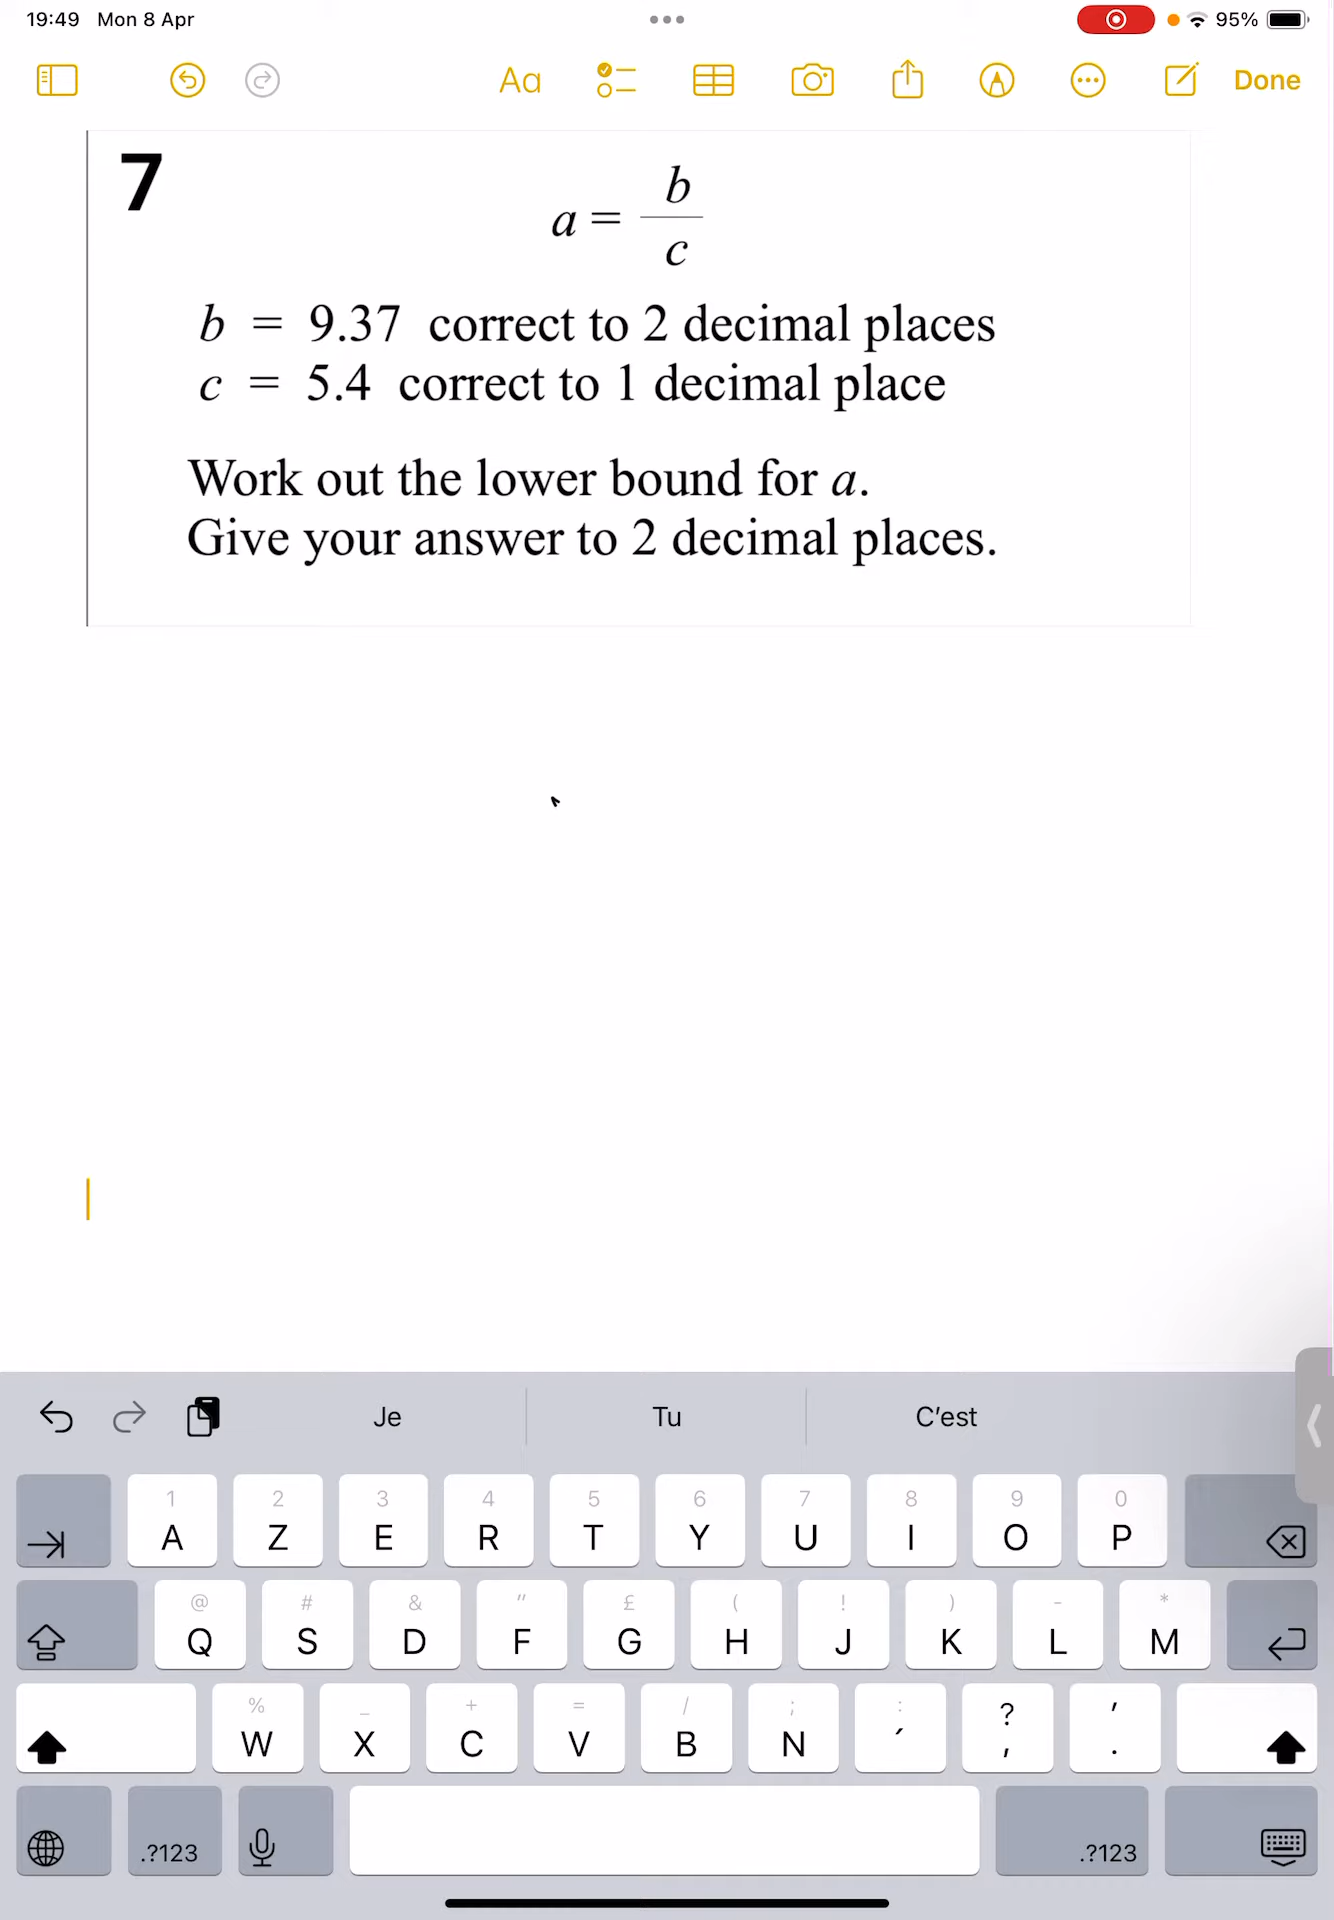 19:49 Mon 8 Apr 95%
Aa Done
7
a = b/c
b = 9.37 correct to 2 decimal places
c = 5.4 correct to 1 decimal place
Work out the lower bound for a.
Give your answer to 2 decimal places.
Je Tu C'est
1 2 3 4 5 6 7 8 9 0
A Z E R T Y U I O P
@ # & " £ ( ! ) - *
Q S D F G H J K L M
% _ + = / ; : ? '
W X C V B N ´ , .
.?123 .?123